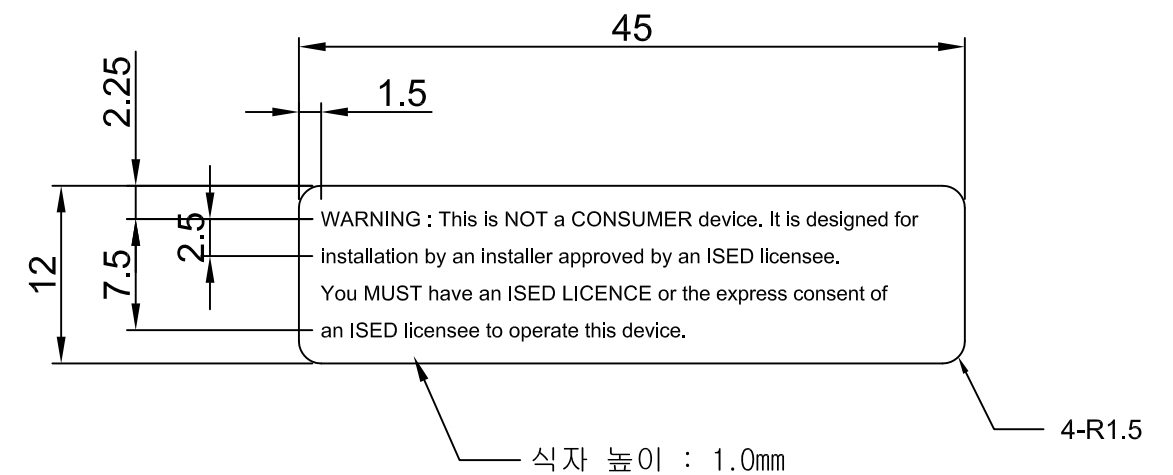 45
2.25
1.5
12
7.5
2.5
WARNING : This is NOT a CONSUMER device. It is designed for
installation by an installer approved by an ISED licensee.
You MUST have an ISED LICENCE or the express consent of
an ISED licensee to operate this device.
4-R1.5
식자 높이 : 1.0mm